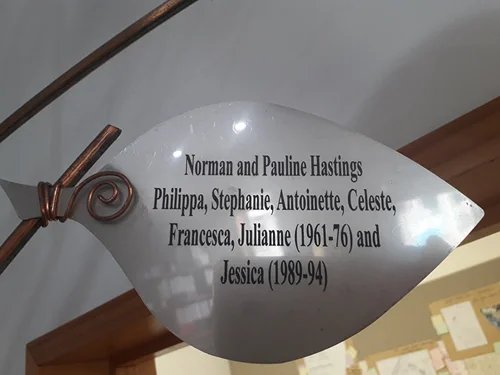 Norman and Pauline Hastings
Philippa, Stephanie, Antoinette, Celeste,
Francesca, Julianne (1961-76) and
Jessica (1989-94)